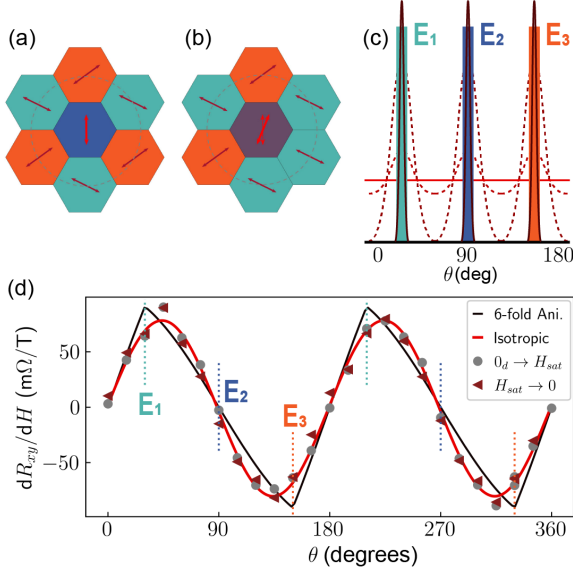 (a)
(b)
(c)
E1
E2
E3
0
90
180
θ(deg)
(d)
50
0
−50
dRxy/dH (mΩ/T)
E1
E2
E3
6-fold Ani.
Isotropic
0d → Hsat
Hsat → 0
0
90
180
270
360
θ (degrees)